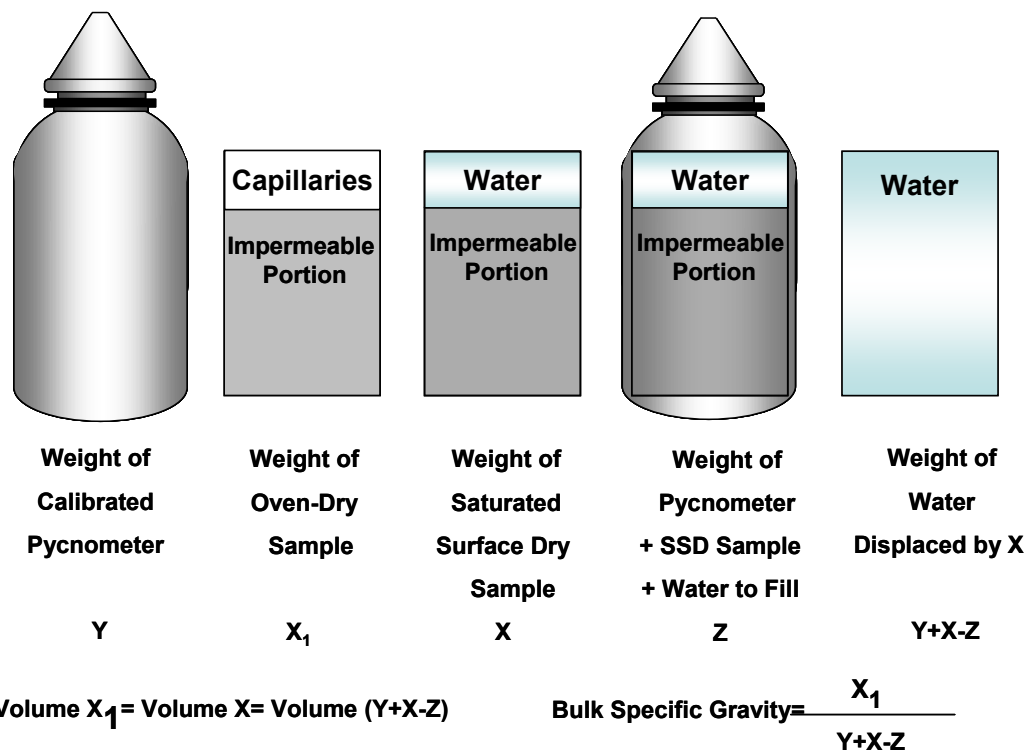 Capillaries
Impermeable
Portion
Water
Impermeable
Portion
Water
Impermeable
Portion
Water
Weight of
Calibrated
Pycnometer
Y
Weight of
Oven-Dry
Sample
X₁
Weight of
Saturated
Surface Dry
Sample
X
Weight of
Pycnometer
+ SSD Sample
+ Water to Fill
Z
Weight of
Water
Displaced by X
Y+X-Z
Volume X₁= Volume X= Volume (Y+X-Z)
Bulk Specific Gravity=
X₁
Y+X-Z